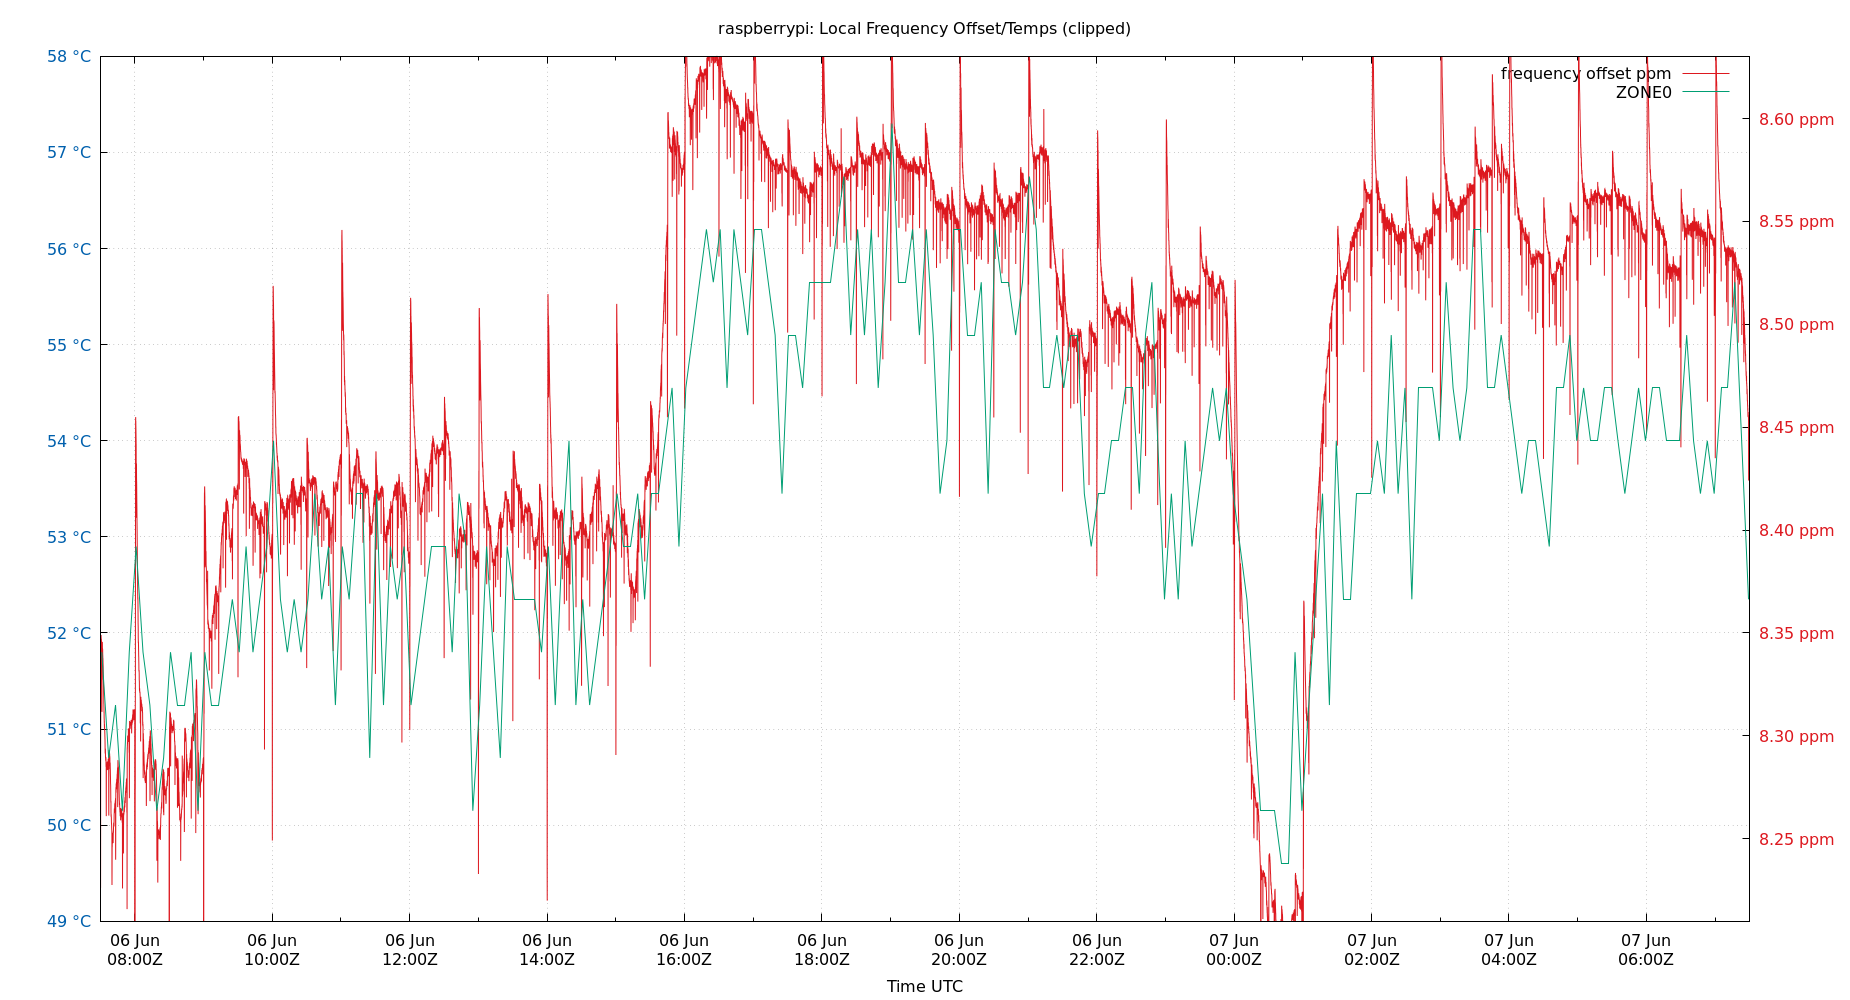 raspberrypi: Local Frequency Offset/Temps (clipped)
58 °C
57 °C
56 °C
55 °C
54 °C
53 °C
52 °C
51 °C
50 °C
49 °C
frequency offset ppm
ZONE0
8.60 ppm
8.55 ppm
8.50 ppm
8.45 ppm
8.40 ppm
8.35 ppm
8.30 ppm
8.25 ppm
06 Jun 06 Jun 06 Jun 06 Jun 06 Jun 06 Jun 06 Jun 06 Jun 07 Jun 07 Jun 07 Jun 07 Jun
08:00Z 10:00Z 12:00Z 14:00Z 16:00Z 18:00Z 20:00Z 22:00Z 00:00Z 02:00Z 04:00Z 06:00Z
Time UTC